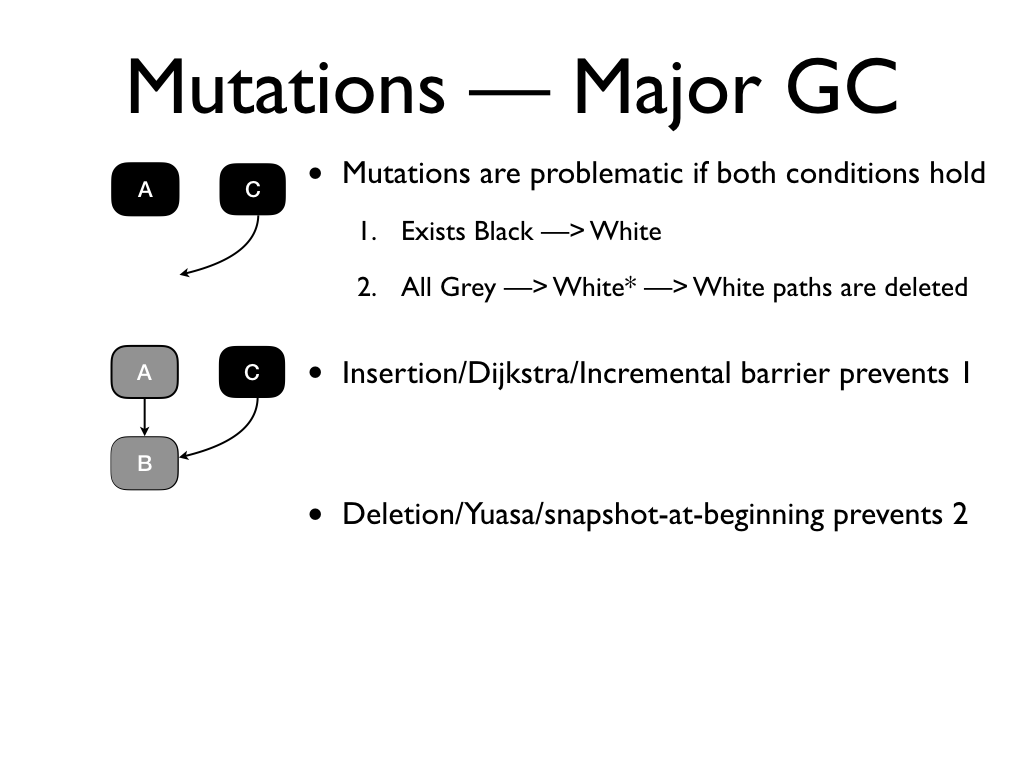 Mutations — Major GC
A
C
• Mutations are problematic if both conditions hold
1. Exists Black —> White
2. All Grey —> White* —> White paths are deleted
A
C
• Insertion/Dijkstra/Incremental barrier prevents 1
B
• Deletion/Yuasa/snapshot-at-beginning prevents 2